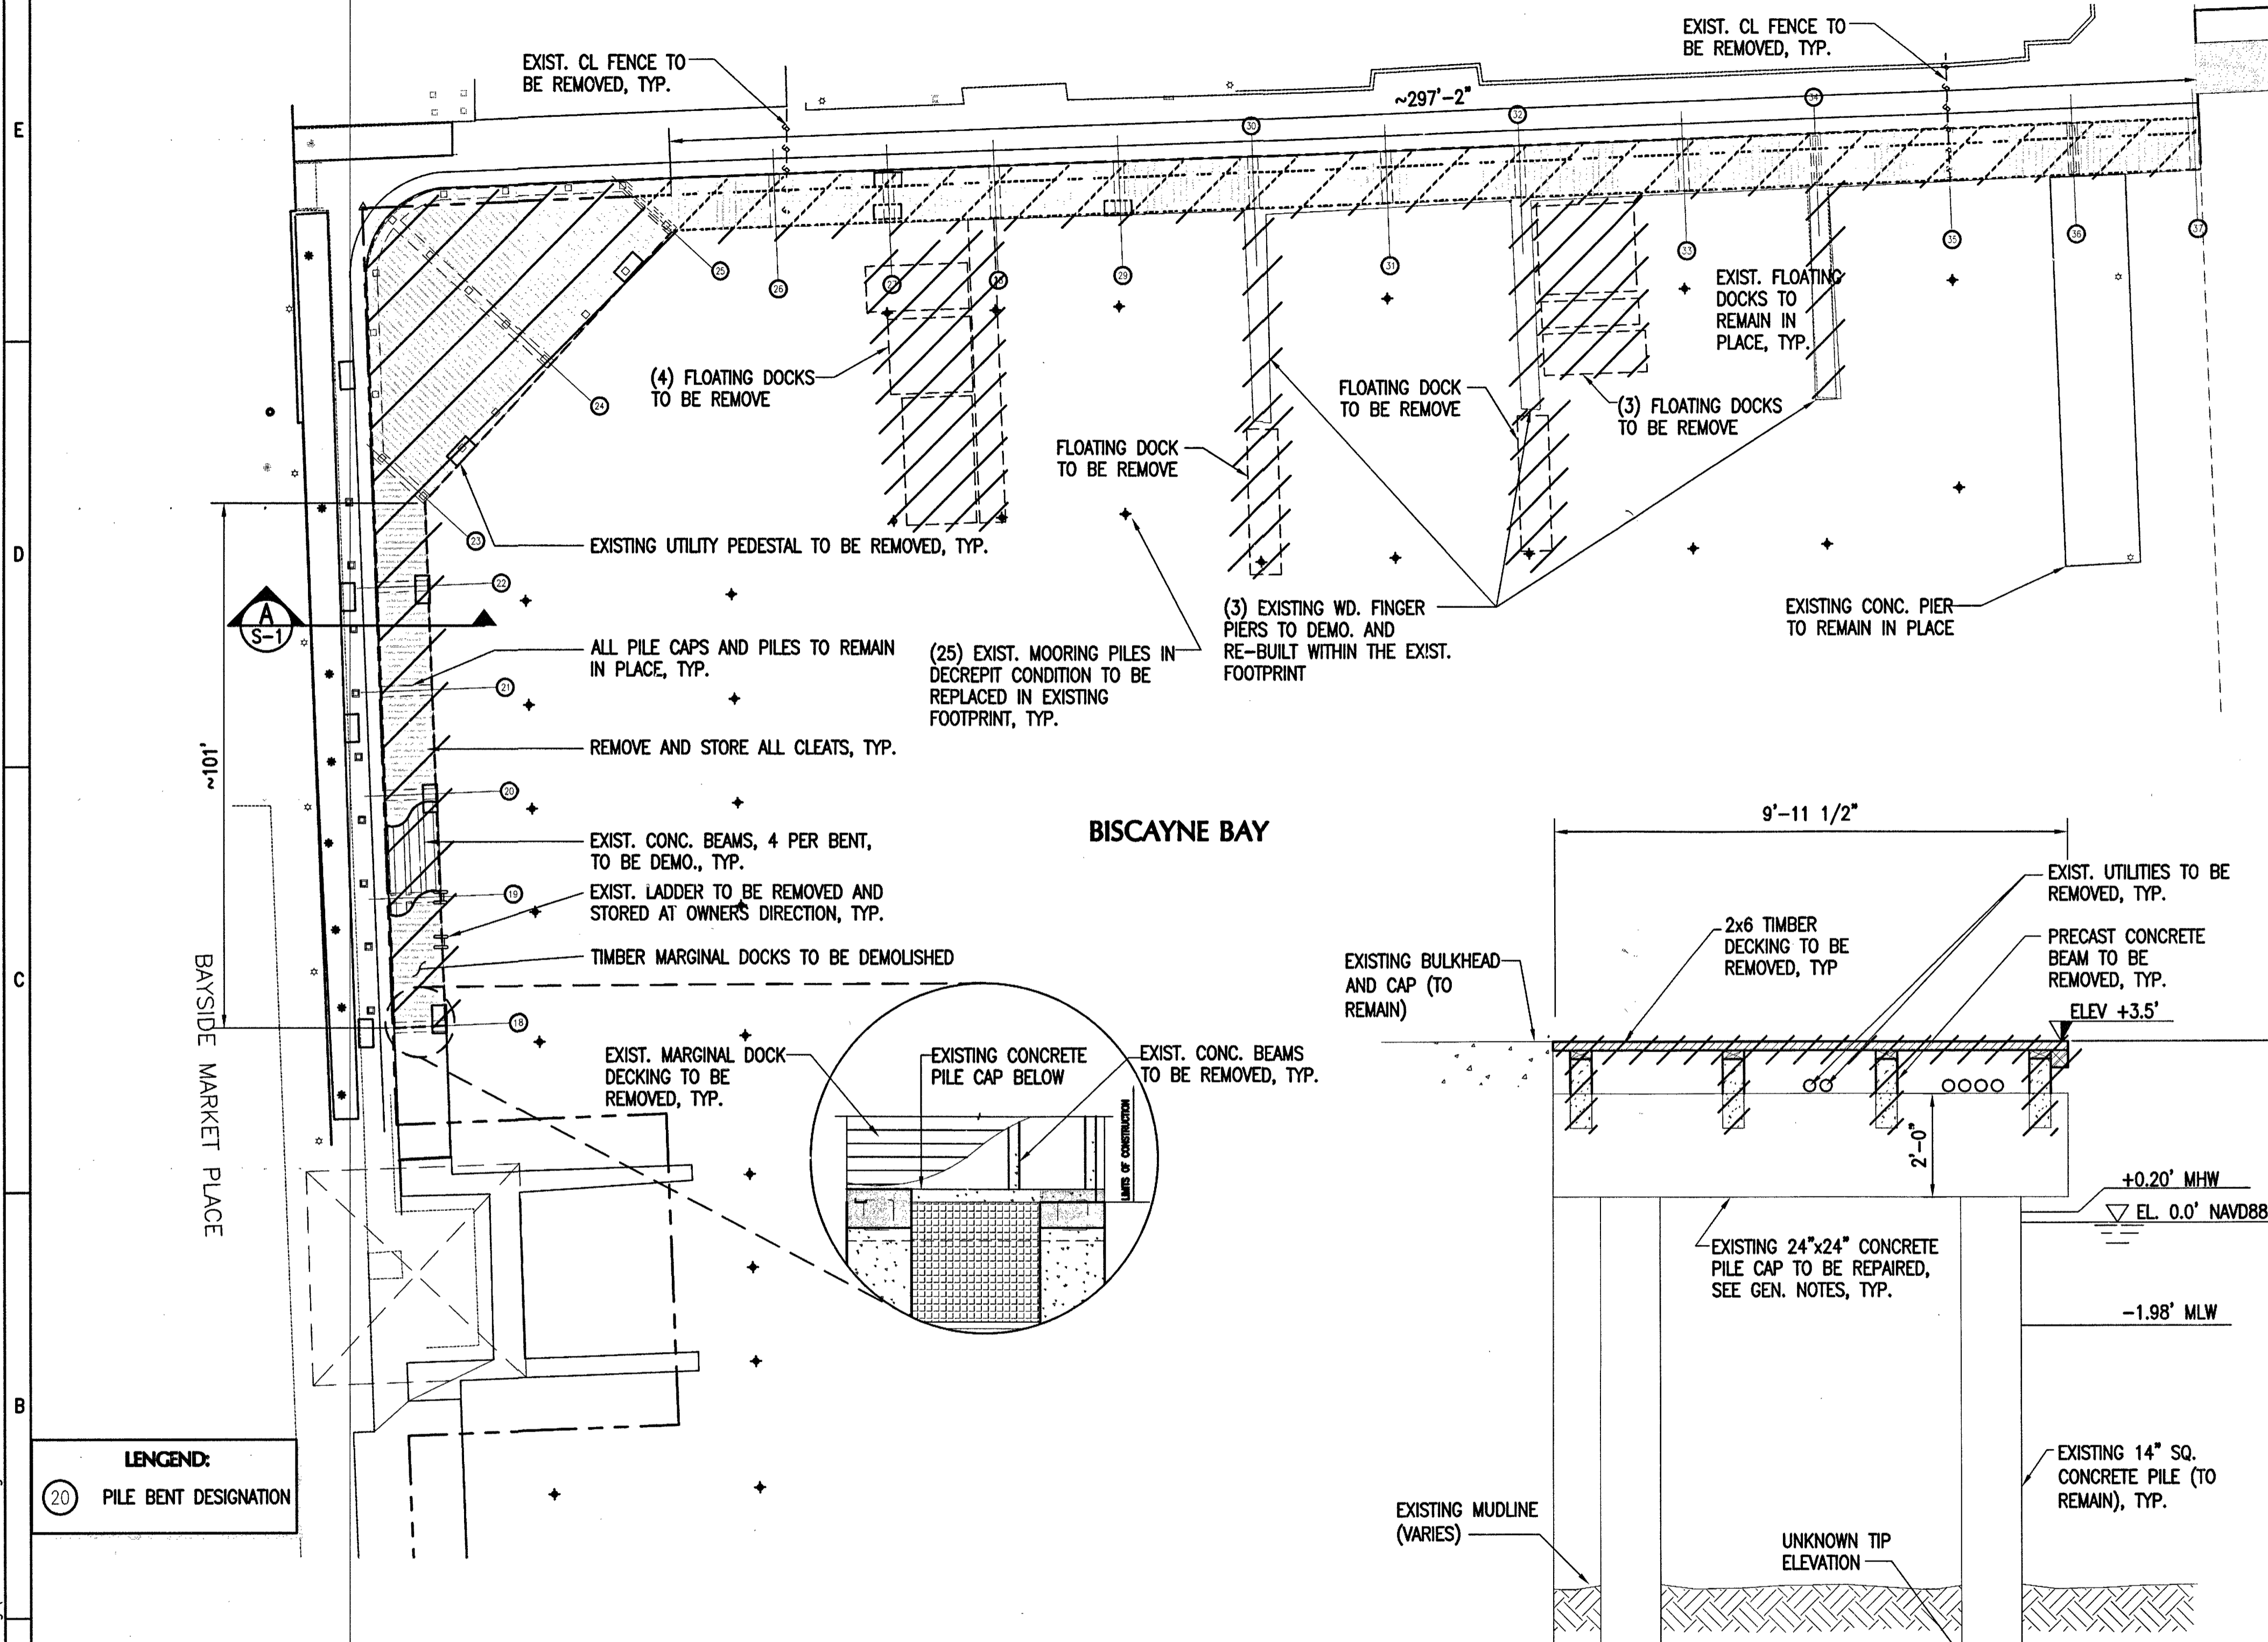 E
D
C
B
EXIST. CL FENCE TO
BE REMOVED, TYP.
EXIST. CL FENCE TO
BE REMOVED, TYP.
~297'-2"
30
32
34
25
26
27
28
29
31
33
35
36
37
24
23
22
21
20
19
18
(4) FLOATING DOCKS
TO BE REMOVE
FLOATING DOCK
TO BE REMOVE
FLOATING DOCK
TO BE REMOVE
(3) FLOATING DOCKS
TO BE REMOVE
EXIST. FLOATING
DOCKS TO
REMAIN IN
PLACE, TYP.
EXISTING UTILITY PEDESTAL TO BE REMOVED, TYP.
A
S-1
ALL PILE CAPS AND PILES TO REMAIN
IN PLACE, TYP.
(25) EXIST. MOORING PILES IN
DECREPIT CONDITION TO BE
REPLACED IN EXISTING
FOOTPRINT, TYP.
(3) EXISTING WD. FINGER
PIERS TO DEMO. AND
RE-BUILT WITHIN THE EXIST.
FOOTPRINT
EXISTING CONC. PIER
TO REMAIN IN PLACE
REMOVE AND STORE ALL CLEATS, TYP.
~101'
EXIST. CONC. BEAMS, 4 PER BENT,
TO BE DEMO., TYP.
EXIST. LADDER TO BE REMOVED AND
STORED AT OWNERS DIRECTION, TYP.
TIMBER MARGINAL DOCKS TO BE DEMOLISHED
BISCAYNE BAY
BAYSIDE MARKET PLACE
EXIST. MARGINAL DOCK
DECKING TO BE
REMOVED, TYP.
EXISTING CONCRETE
PILE CAP BELOW
EXIST. CONC. BEAMS
TO BE REMOVED, TYP.
LIMITS OF CONSTRUCTION
9'-11 1/2"
EXIST. UTILITIES TO BE
REMOVED, TYP.
2x6 TIMBER
DECKING TO BE
REMOVED, TYP
PRECAST CONCRETE
BEAM TO BE
REMOVED, TYP.
EXISTING BULKHEAD
AND CAP (TO
REMAIN)
ELEV +3.5'
2'-0"
+0.20' MHW
EL. 0.0' NAVD88
EXISTING 24"x24" CONCRETE
PILE CAP TO BE REPAIRED,
SEE GEN. NOTES, TYP.
-1.98' MLW
EXISTING 14" SQ.
CONCRETE PILE (TO
REMAIN), TYP.
EXISTING MUDLINE
(VARIES)
UNKNOWN TIP
ELEVATION
LENGEND:
20 PILE BENT DESIGNATION